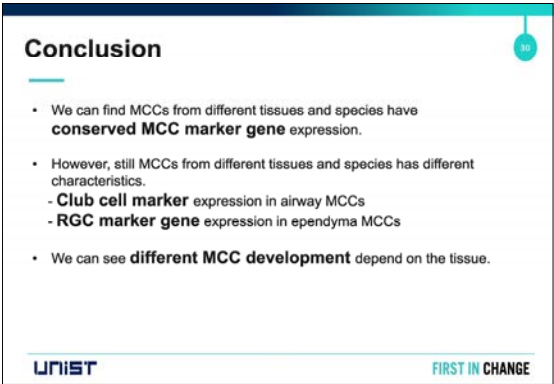 Conclusion
30
• We can find MCCs from different tissues and species have
conserved MCC marker gene expression.
• However, still MCCs from different tissues and species has different
characteristics.
- Club cell marker expression in airway MCCs
- RGC marker gene expression in ependyma MCCs
• We can see different MCC development depend on the tissue.
UNIST
FIRST IN CHANGE